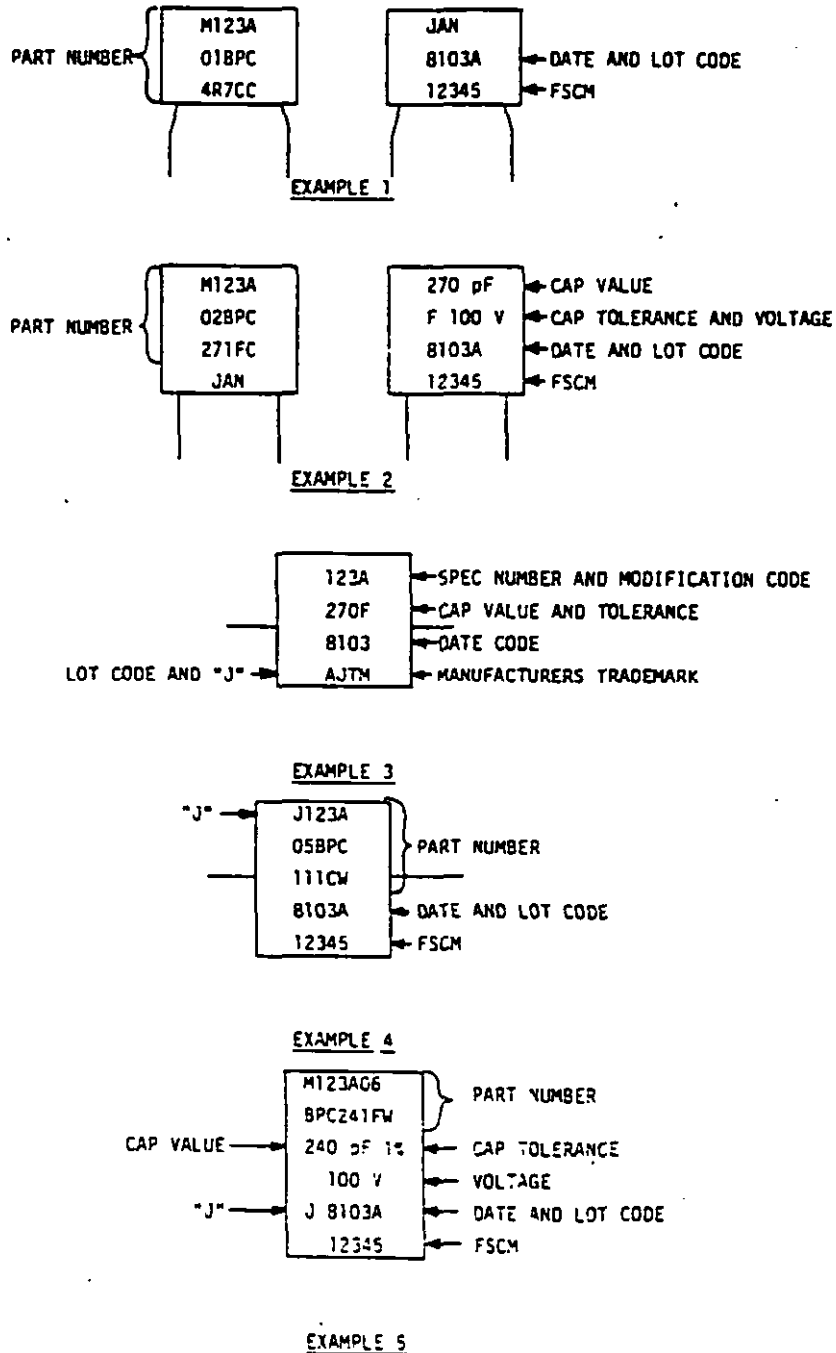 PART NUMBER
M123A
01BPC
4R7CC
JAN
8103A DATE AND LOT CODE
12345 FSCM
EXAMPLE 1
PART NUMBER
M123A
02BPC
271FC
JAN
270 pF CAP VALUE
F 100 V CAP TOLERANCE AND VOLTAGE
8103A DATE AND LOT CODE
12345 FSCM
EXAMPLE 2
123A SPEC NUMBER AND MODIFICATION CODE
270F CAP VALUE AND TOLERANCE
8103 DATE CODE
LOT CODE AND "J" AJTM MANUFACTURERS TRADEMARK
EXAMPLE 3
"J" J123A
05BPC PART NUMBER
111CW
8103A DATE AND LOT CODE
12345 FSCM
EXAMPLE 4
M123A06
BPC241FW
PART NUMBER
CAP VALUE 240 pF 1% CAP TOLERANCE
100 V VOLTAGE
"J" J 8103A DATE AND LOT CODE
12345 FSCM
EXAMPLE 5